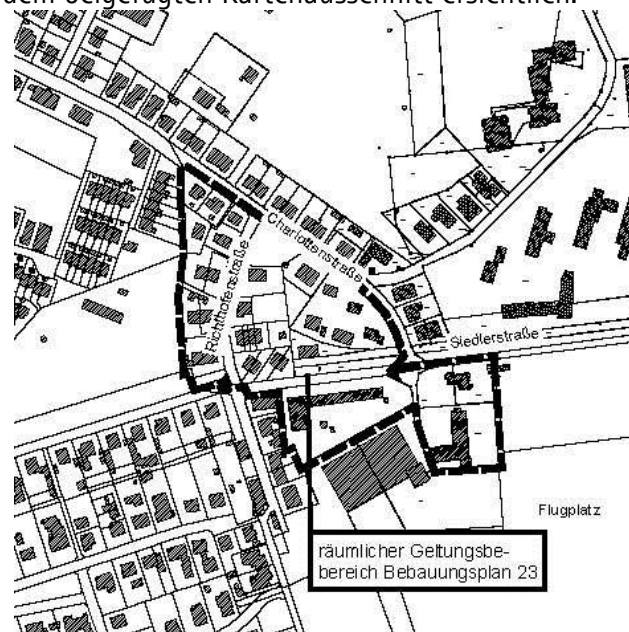 dem beigefügten Kartenausschnitt ersichtlich.
Charlottenstraße
Richthofenstraße
Siedlerstraße
Flugplatz
räumlicher Geltungsbe-
bereich Bebauungsplan 23